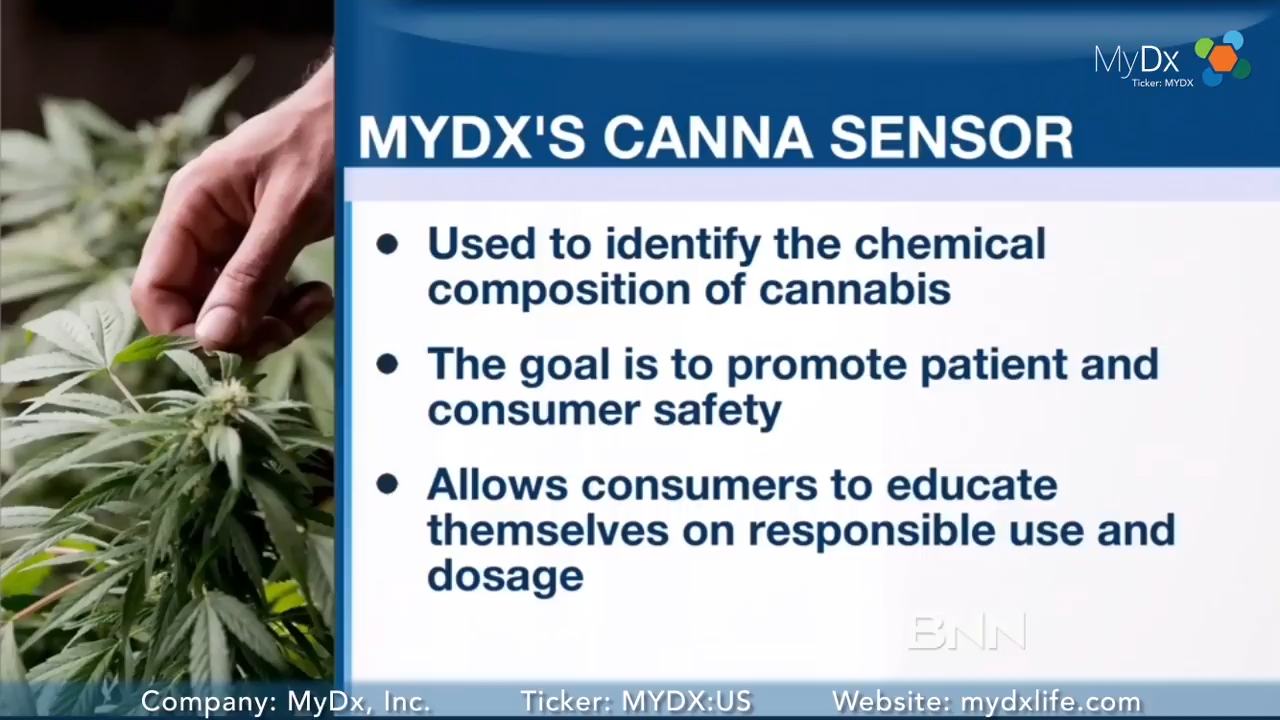 MyDx
Ticker: MYDX
MYDX'S CANNA SENSOR
Used to identify the chemical
composition of cannabis
The goal is to promote patient and
consumer safety
Allows consumers to educate
themselves on responsible use and
dosage
BNN
Company: MyDx, Inc. Ticker: MYDX:US Website: mydxlife.com